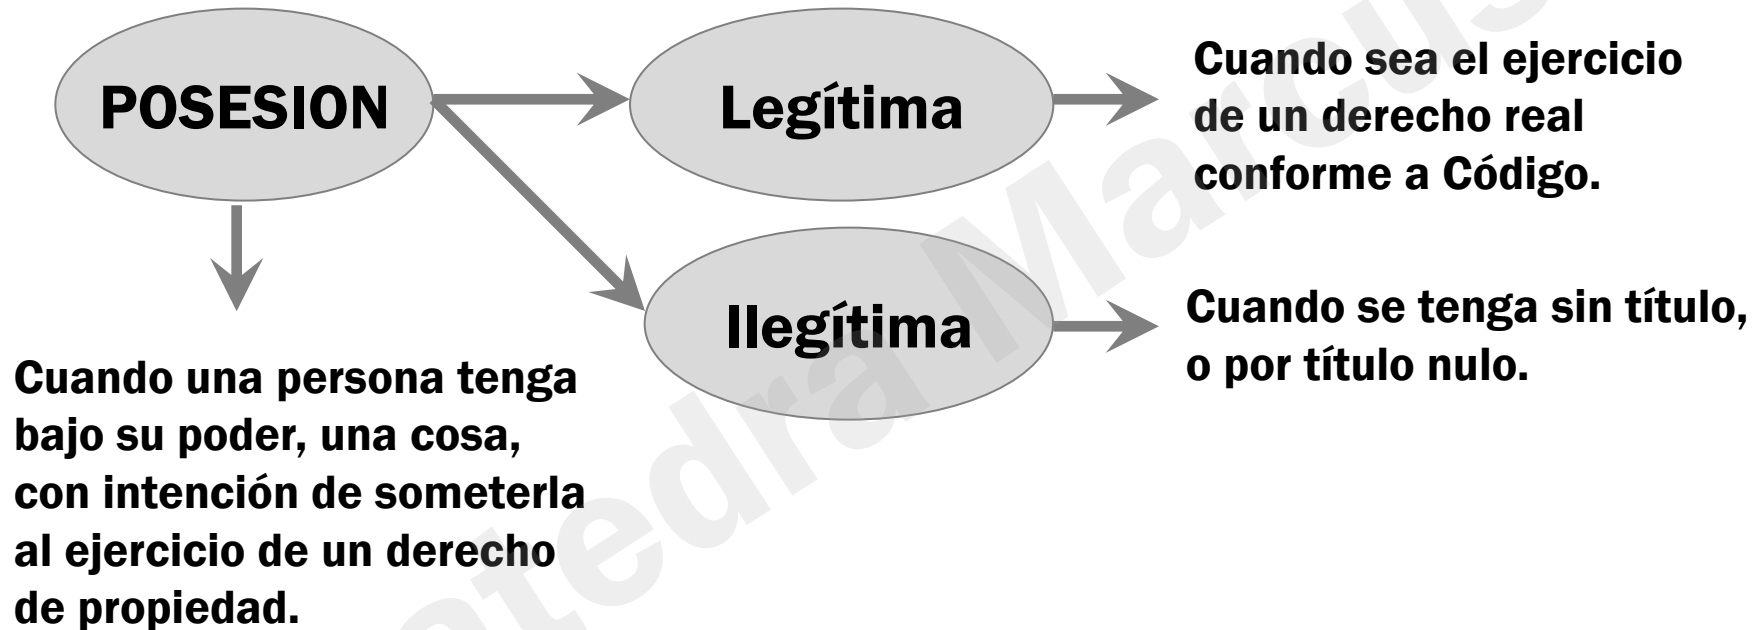 POSESION
Legítima
Cuando sea el ejercicio
de un derecho real
conforme a Código.
Ilegítima
Cuando se tenga sin título,
o por título nulo.
Cuando una persona tenga
bajo su poder, una cosa,
con intención de someterla
al ejercicio de un derecho
de propiedad.
atedra Marcus